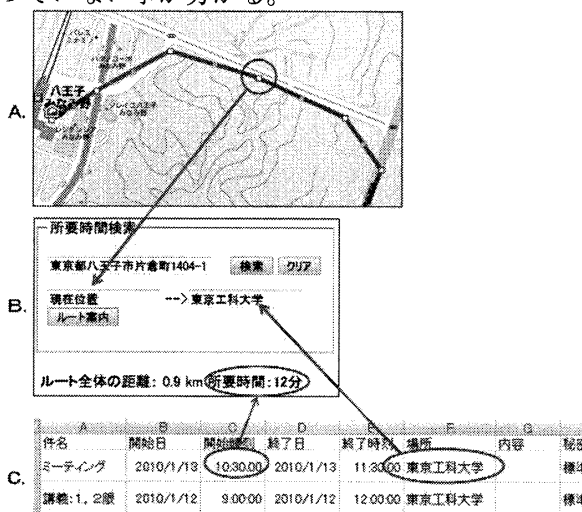 っていない事が分かる。
A.
八王子
みなみ野
B.
所要時間検索
東京都八王子市片倉町1404-1 検索 クリア
現在位置 --> 東京工科大学
ルート案内
ルート全体の距離: 0.9 km 所要時間:12分
C.
A B C D E F G
件名 開始日 開始時刻 終了日 終了時刻 場所 内容
ミーティング 2010/1/13 10:30:00 2010/1/13 11:30:00 東京工科大学 標準
講義:1, 2限 2010/1/12 9:00:00 2010/1/12 12:00:00 東京工科大学 標準